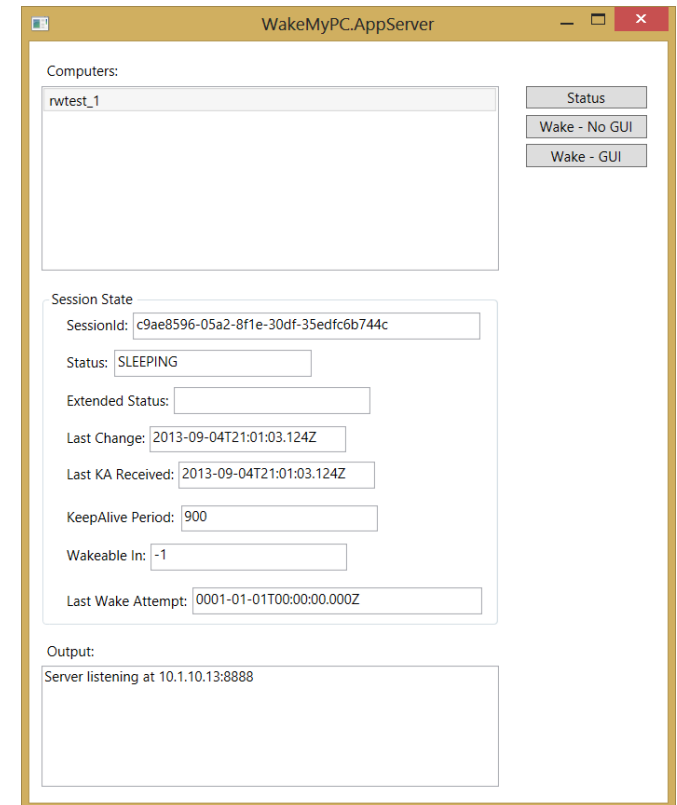 WakeMyPC.AppServer
Computers:
rwtest_1
Status
Wake - No GUI
Wake - GUI
Session State
SessionId: c9ae8596-05a2-8f1e-30df-35edfc6b744c
Status: SLEEPING
Extended Status:
Last Change: 2013-09-04T21:01:03.124Z
Last KA Received: 2013-09-04T21:01:03.124Z
KeepAlive Period: 900
Wakeable In: -1
Last Wake Attempt: 0001-01-01T00:00:00.000Z
Output:
Server listening at 10.1.10.13:8888